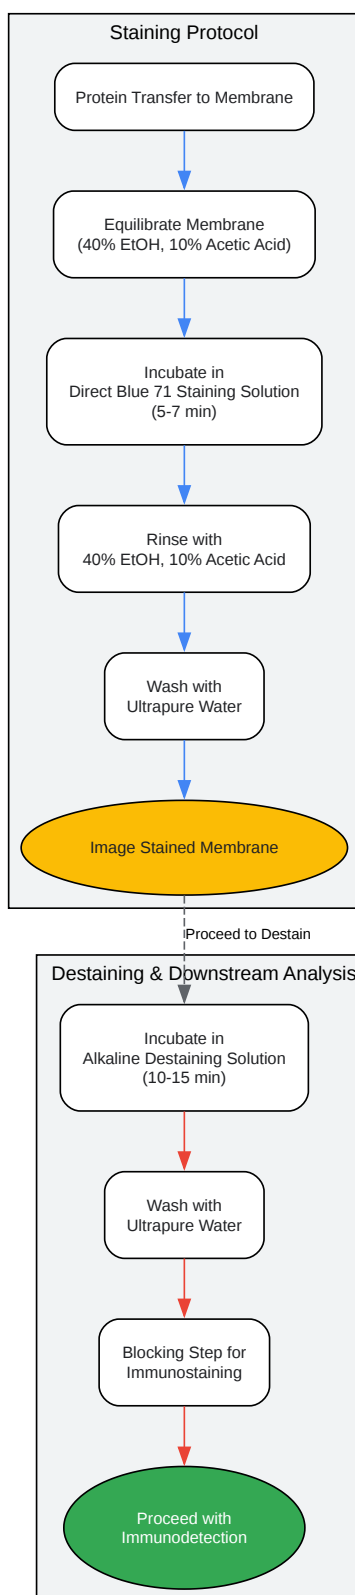 Staining Protocol
Protein Transfer to Membrane
Equilibrate Membrane
(40% EtOH, 10% Acetic Acid)
Incubate in
Direct Blue 71 Staining Solution
(5-7 min)
Rinse with
40% EtOH, 10% Acetic Acid
Wash with
Ultrapure Water
Image Stained Membrane
Proceed to Destain
Destaining & Downstream Analysis
Incubate in
Alkaline Destaining Solution
(10-15 min)
Wash with
Ultrapure Water
Blocking Step for
Immunostaining
Proceed with
Immunodetection